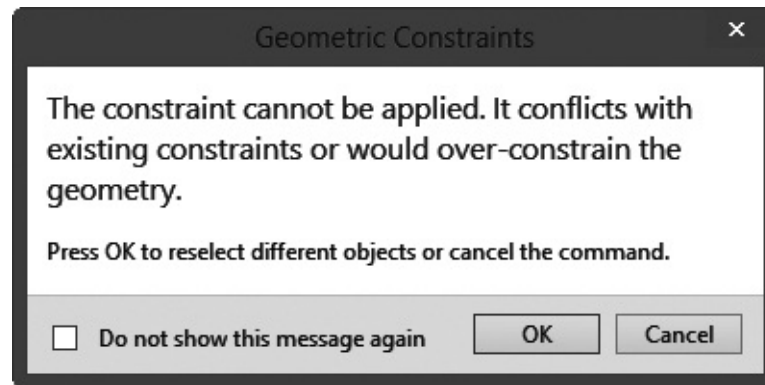 Geometric Constraints
The constraint cannot be applied. It conflicts with
existing constraints or would over-constrain the
geometry.
Press OK to reselect different objects or cancel the command.
Do not show this message again
OK
Cancel